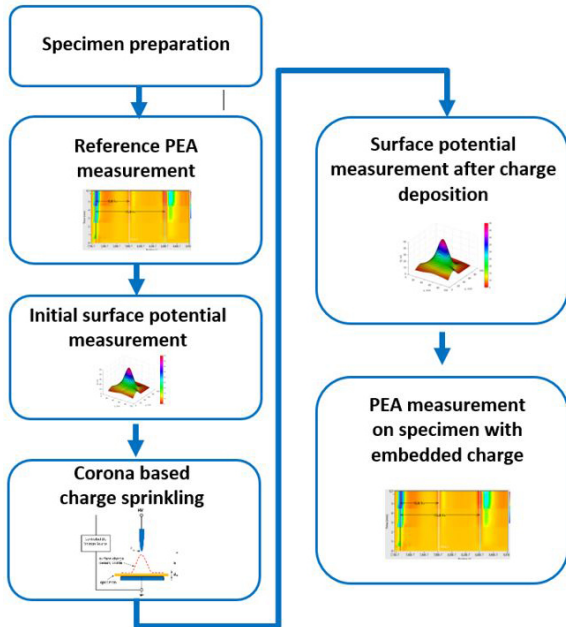 Specimen preparation
Reference PEA
measurement
Initial surface potential
measurement
Corona based
charge sprinkling
Surface potential
measurement after charge
deposition
PEA measurement
on specimen with
embedded charge